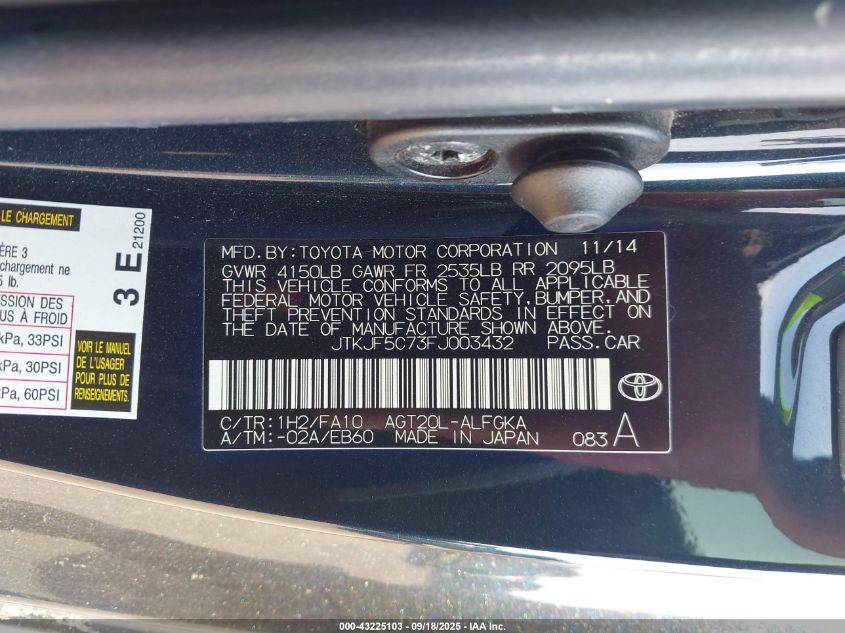 LE CHARGEMENT
ÈRE 3
chargement ne
5 lb.
ESSION DES
US À FROID
kPa, 33PSI
kPa, 30PSI
kPa, 60PSI
3 E 21200
VOIR LE MANUEL
DE L'USAGER
POUR PLUS DE
RENSEIGNEMENTS.
MFD. BY: TOYOTA MOTOR CORPORATION 11/14
GVWR 4150LB GAWR FR 2535LB RR 2095LB
THIS VEHICLE CONFORMS TO ALL APPLICABLE
FEDERAL MOTOR VEHICLE SAFETY, BUMPER, AND
THEFT PREVENTION STANDARDS IN EFFECT ON
THE DATE OF MANUFACTURE SHOWN ABOVE.
JTKJF5C73FJ003432 PASS. CAR
C/TR: 1H2/FA10 AGT20L-ALFGKA
A/TM: -02A/EB60 MADE IN JAPAN 083 A
000-43225103 - 09/18/2025 - IAA, Inc.